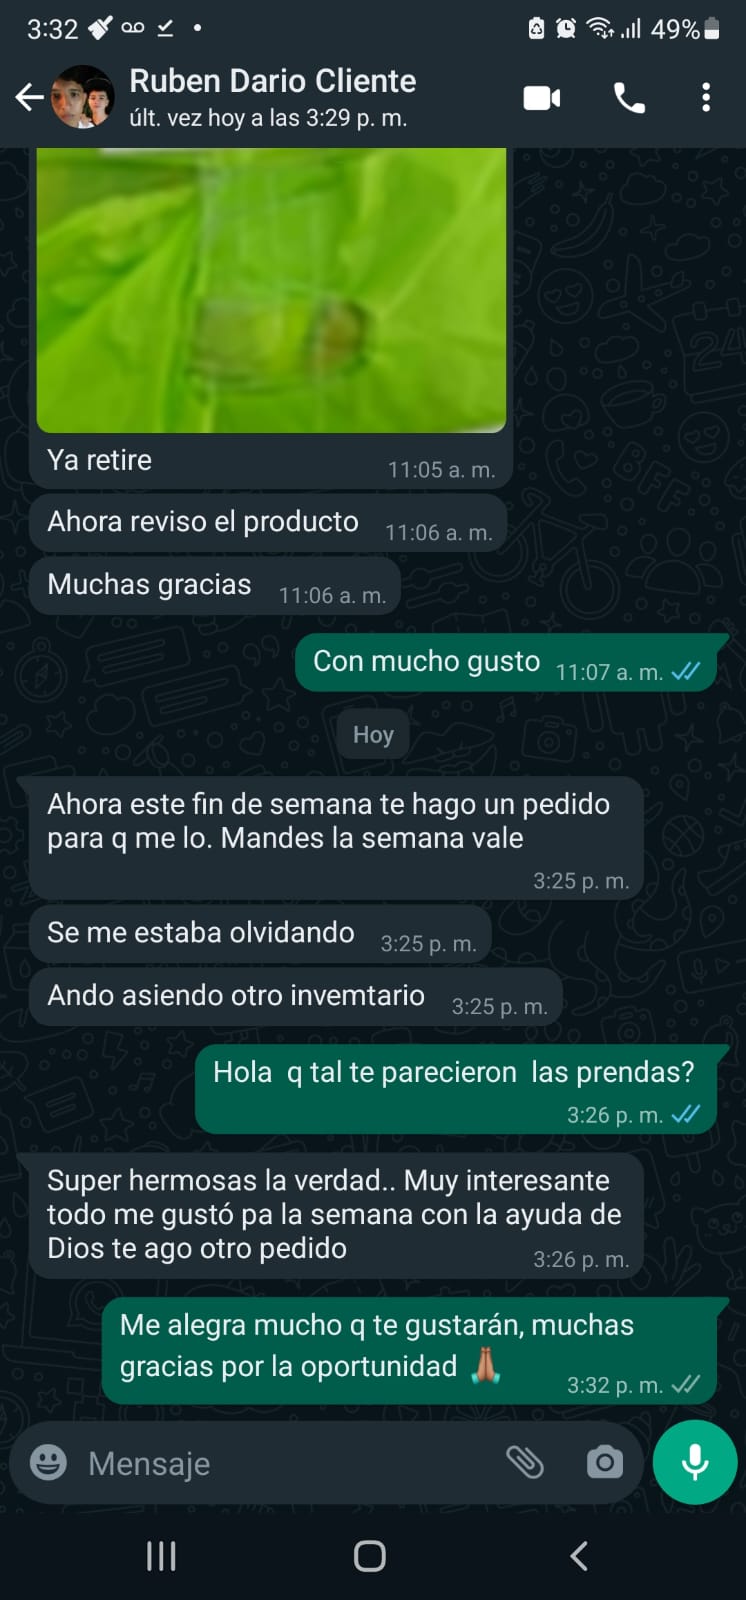 3:32
49%
Ruben Dario Cliente
últ. vez hoy a las 3:29 p. m.
Ya retire
11:05 a. m.
Ahora reviso el producto
11:06 a. m.
Muchas gracias
11:06 a. m.
Con mucho gusto
11:07 a. m.
Hoy
Ahora este fin de semana te hago un pedido
para q me lo. Mandes la semana vale
3:25 p. m.
Se me estaba olvidando
3:25 p. m.
Ando asiendo otro invemtario
3:25 p. m.
Hola q tal te parecieron las prendas?
3:26 p. m.
Super hermosas la verdad.. Muy interesante
todo me gustó pa la semana con la ayuda de
Dios te ago otro pedido
3:26 p. m.
Me alegra mucho q te gustarán, muchas
gracias por la oportunidad 🙏🏽
3:32 p. m.
Mensaje